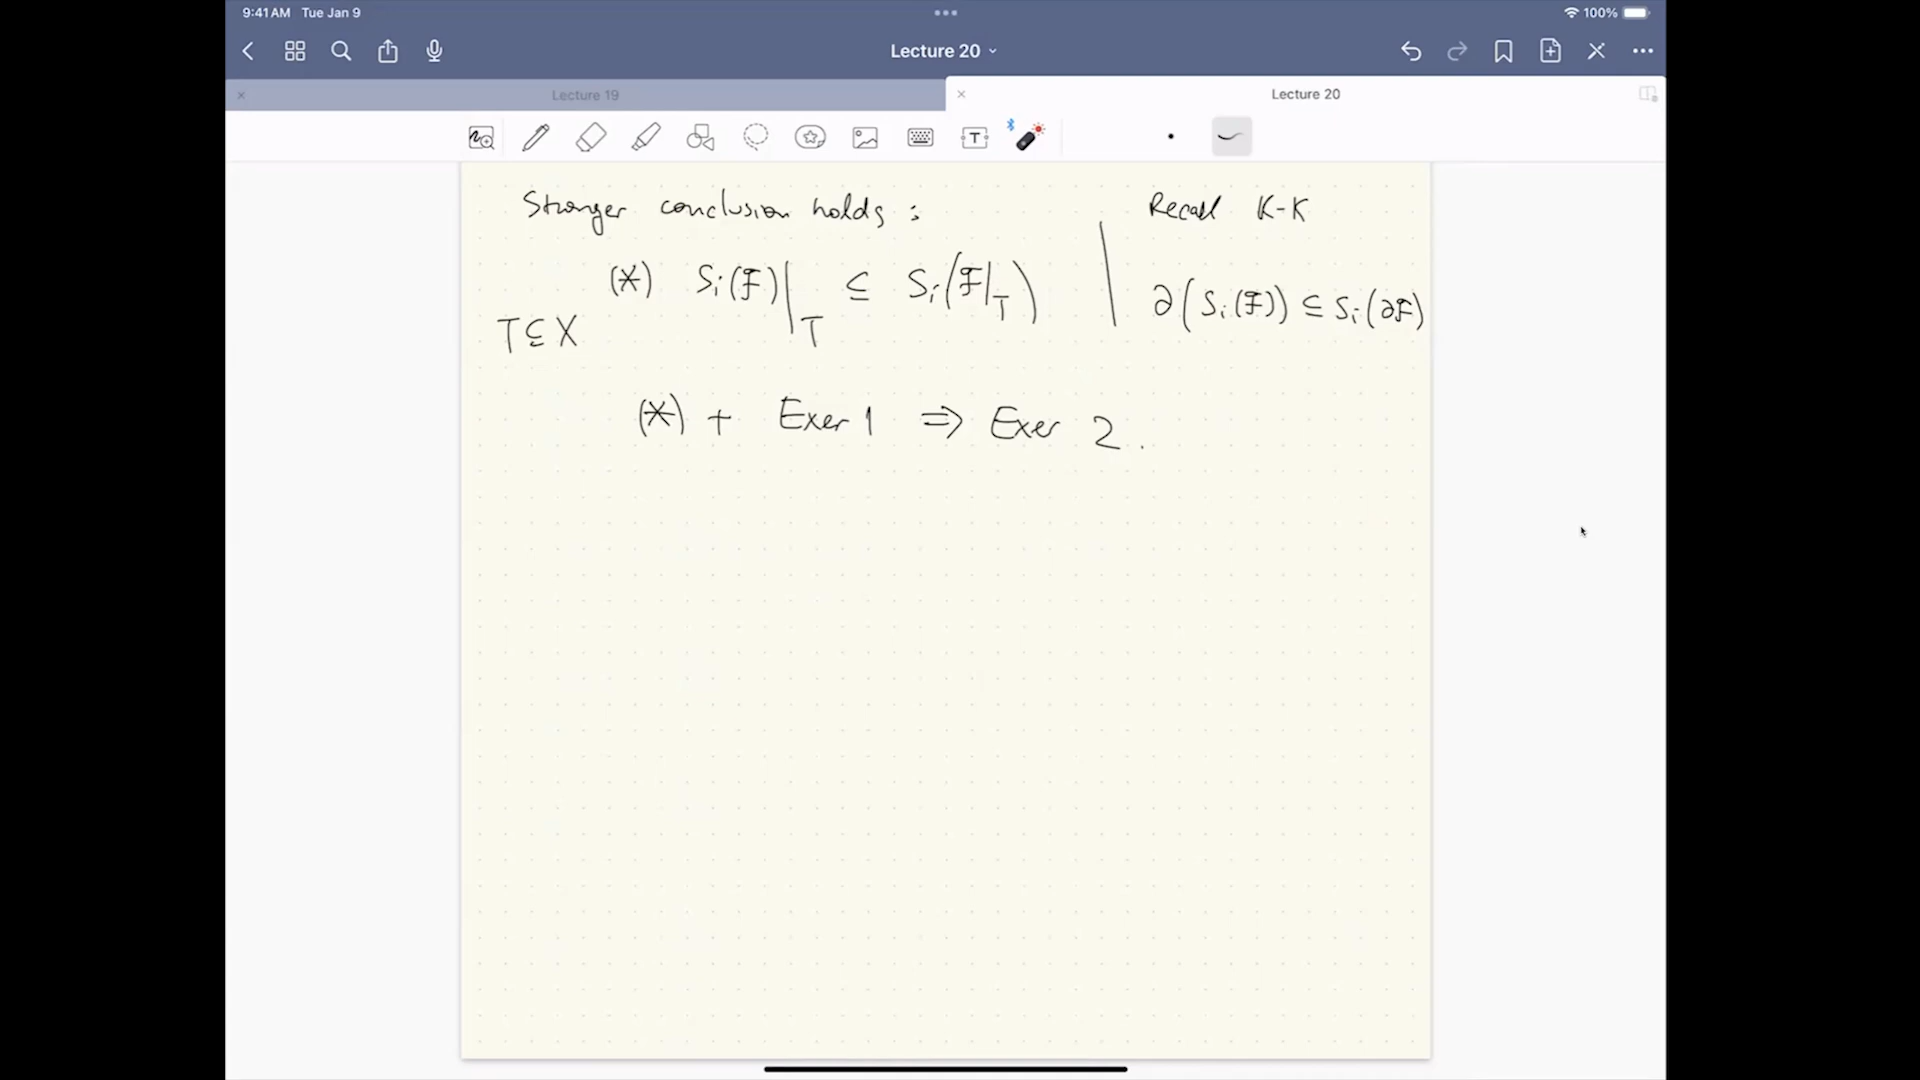 9:41 AM Tue Jan 9
100%
Lecture 20
Lecture 19
Lecture 20
T
Stronger conclusion holds :
Recall K-K
(*) Sᵢ(ℱ)|_T ⊆ Sᵢ(ℱ|_T)
∂(Sᵢ(ℱ)) ⊆ Sᵢ(∂ℱ)
T ⊆ X
(*) + Exer 1 ⇒ Exer 2 .